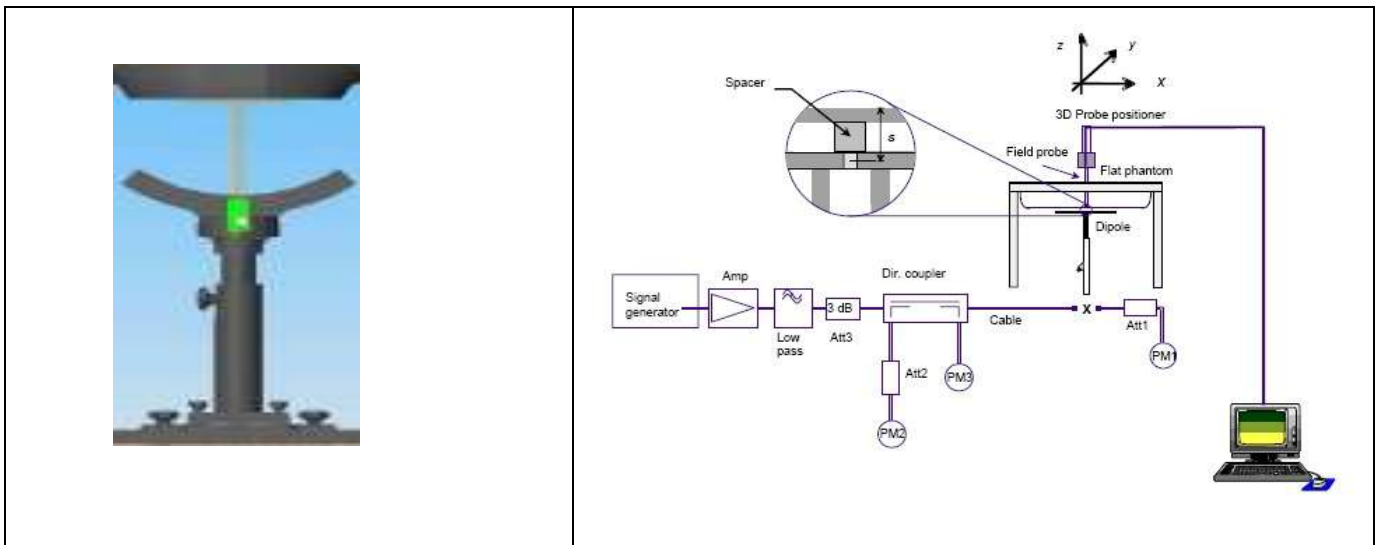 z
y
X
Spacer
s
3D Probe positioner
Field probe
Flat phantom
Dipole
Dir. coupler
Amp
Signal
generator
3 dB
Low
pass
Att3
Cable
x
Att1
Att2
PM3
PM1
PM2